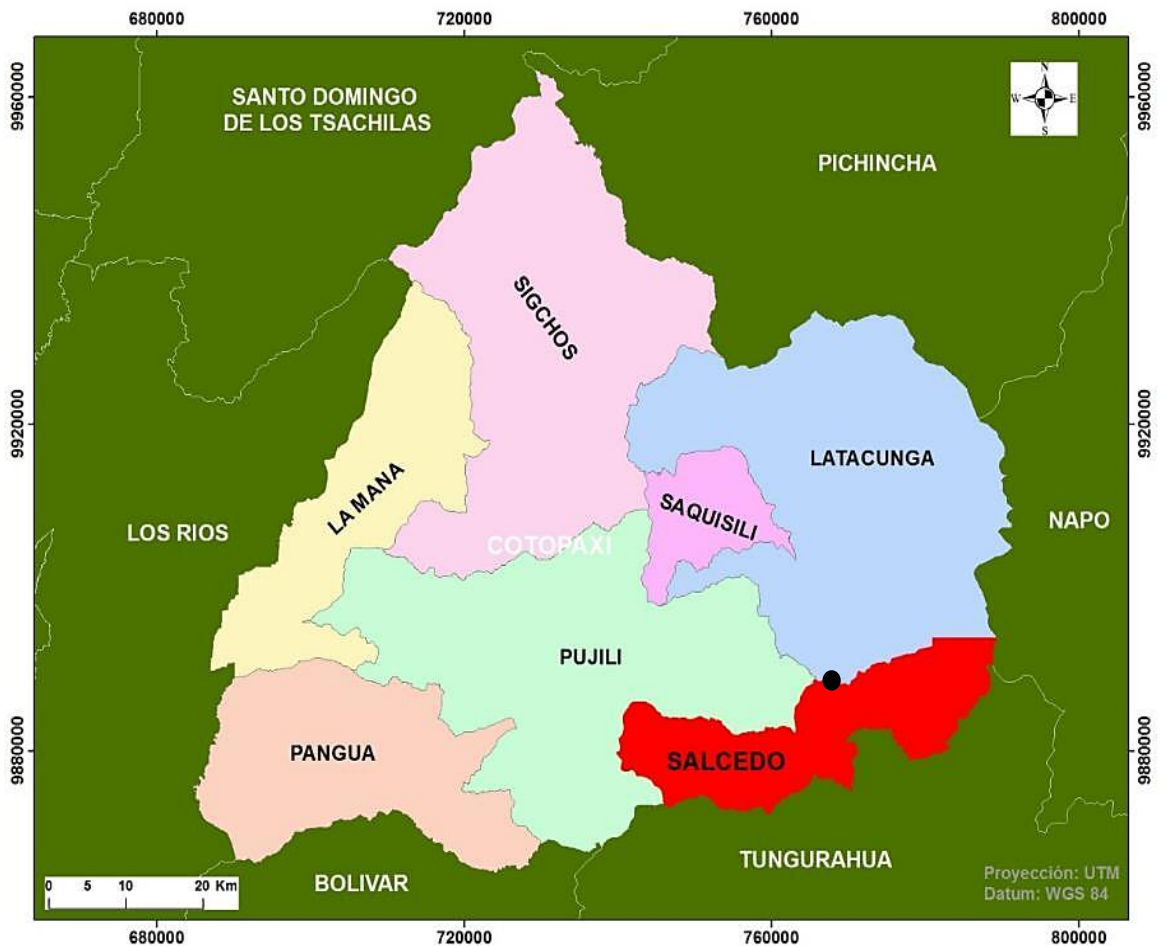 680000
720000
760000
800000
9960000
9960000
N
W
E
S
SANTO DOMINGO
DE LOS TSACHILAS
PICHINCHA
SIGCHOS
9920000
9920000
LATACUNGA
LA MANA
SAQUISILI
NAPO
LOS RIOS
COTOPAXI
PUJILI
9880000
9880000
PANGUA
SALCEDO
TUNGURAHUA
BOLIVAR
Proyección: UTM
Datum: WGS 84
0 5 10 20 Km
680000
720000
760000
800000